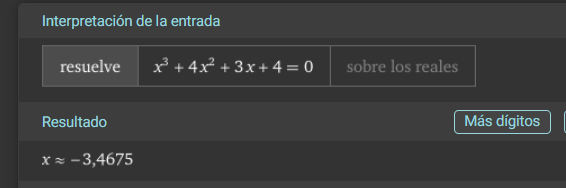 Interpretación de la entrada
resuelve x³ + 4x² + 3x + 4 = 0 sobre los reales
Resultado Más dígitos
x ≈ −3,4675